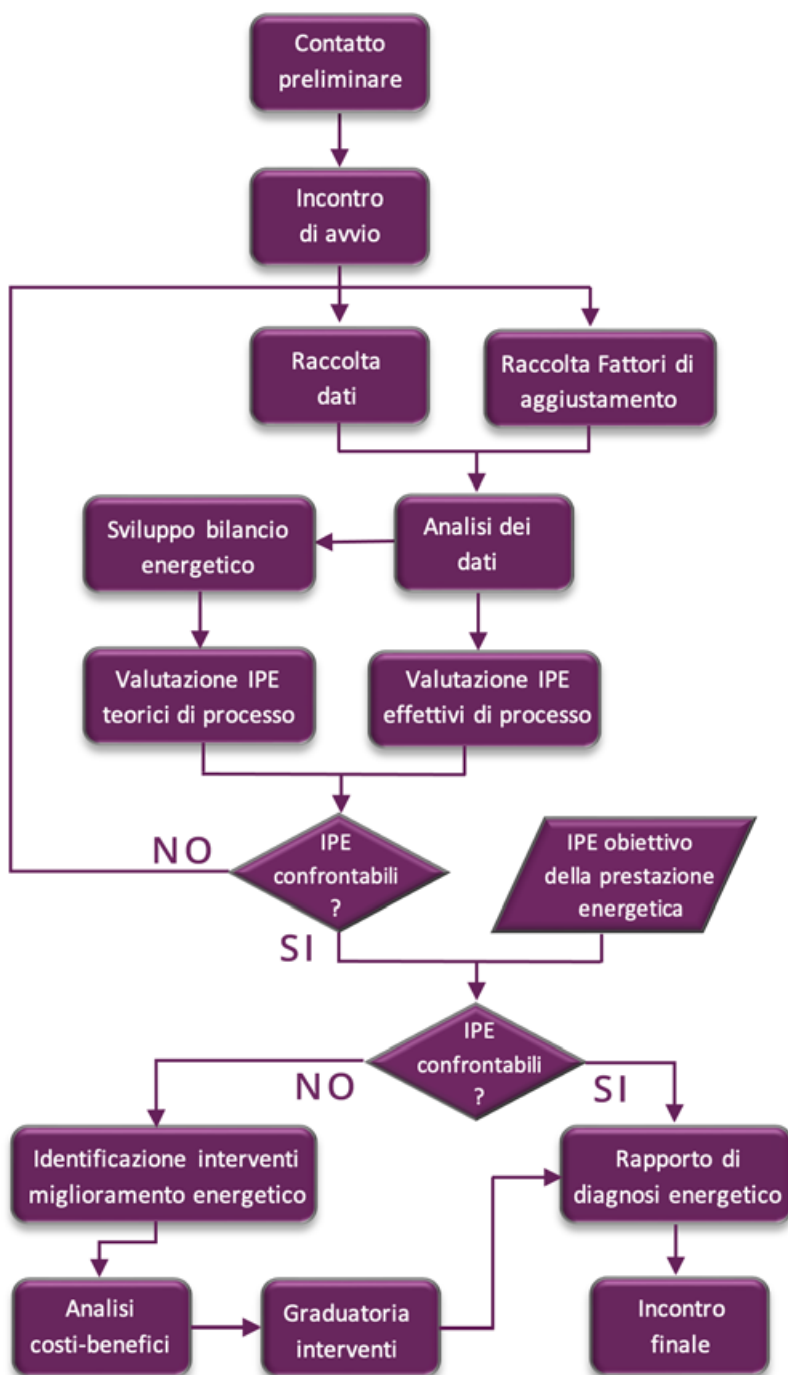 Contatto
preliminare
Incontro
di avvio
Raccolta
dati
Raccolta Fattori di
aggiustamento
Sviluppo bilancio
energetico
Analisi dei
dati
Valutazione IPE
teorici di processo
Valutazione IPE
effettivi di processo
NO
IPE
confrontabili
?
SI
IPE obiettivo
della prestazione
energetica
IPE
confrontabili
?
NO
SI
Identificazione interventi
miglioramento energetico
Rapporto di
diagnosi energetico
Analisi
costi-benefici
Graduatoria
interventi
Incontro
finale